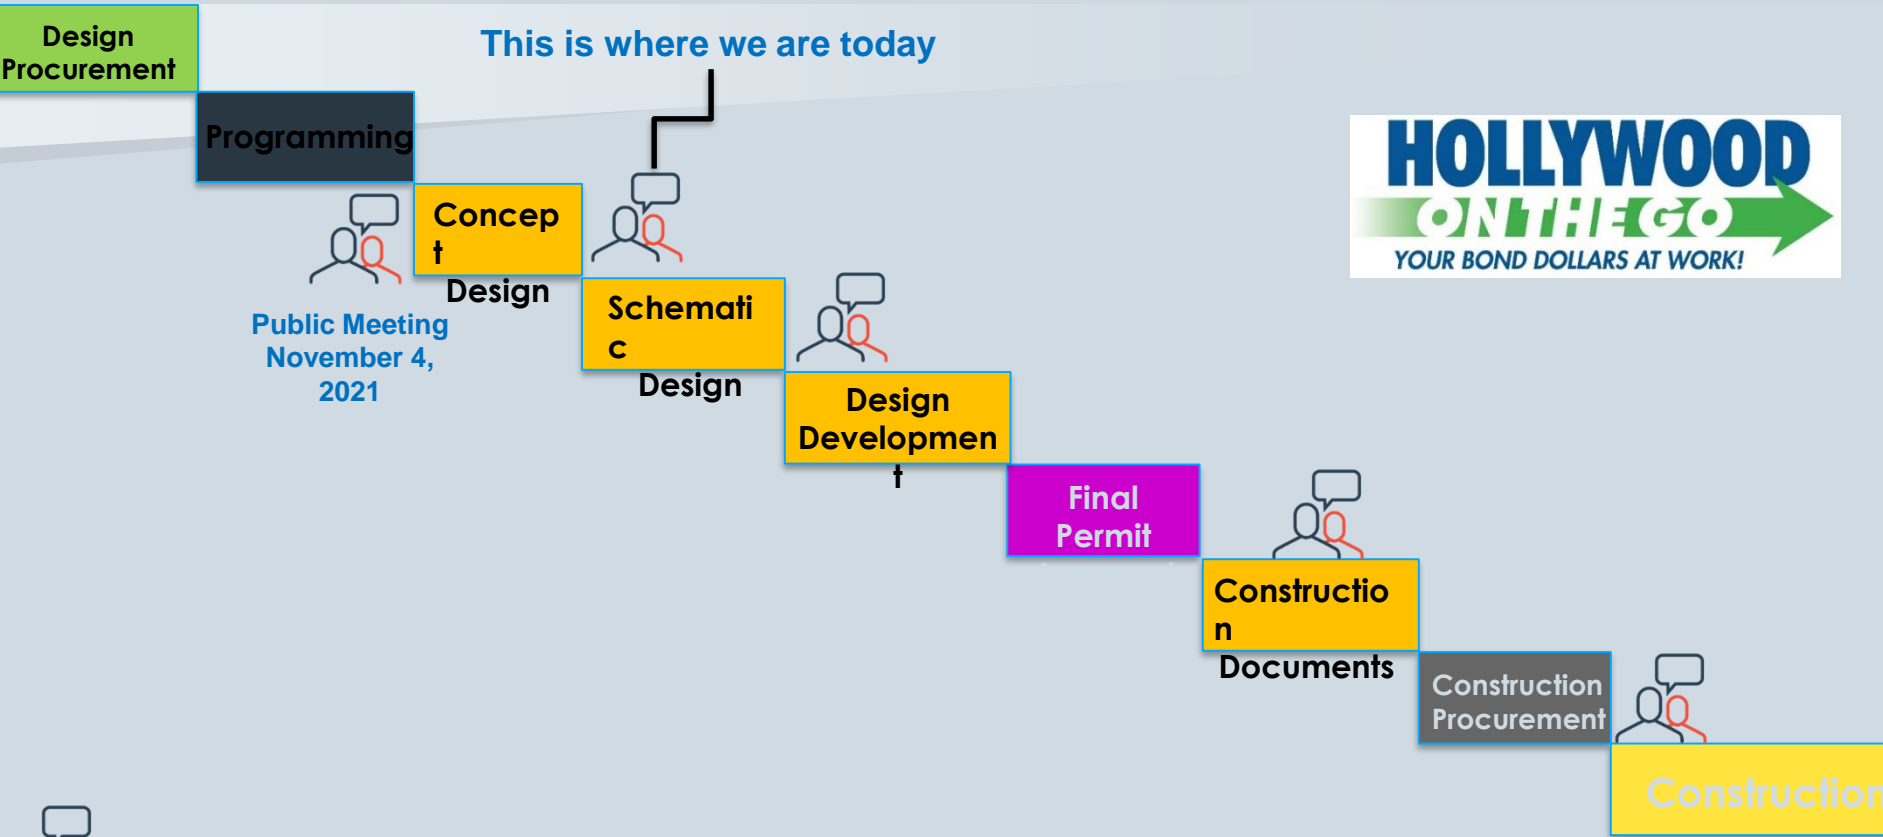 Design
Procurement
This is where we are today
Programming
HOLLYWOOD
ON THE GO
YOUR BOND DOLLARS AT WORK!
Concep
t
Design
Public Meeting
November 4,
2021
Schemati
c
Design
Design
Developmen
t
Final
Permit
Constructio
n
Documents
Construction
Procurement
Construction